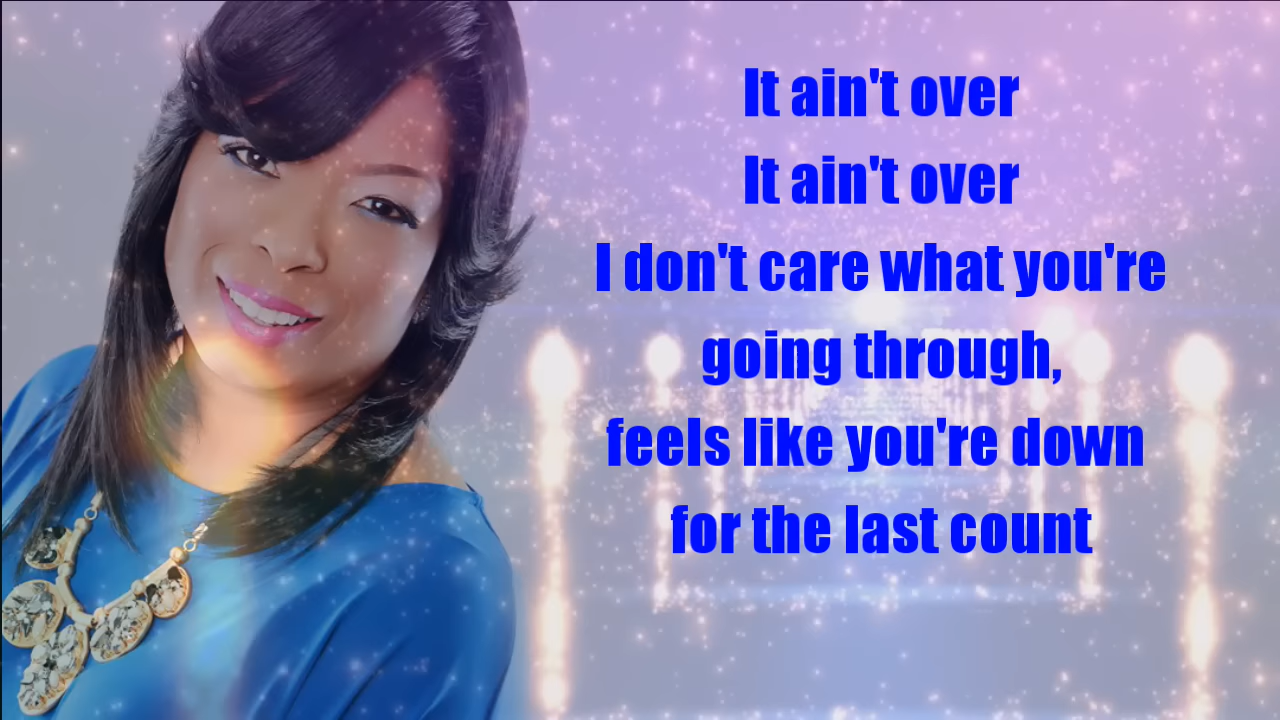 It ain't over
It ain't over
I don't care what you're
going through,
feels like you're down
for the last count